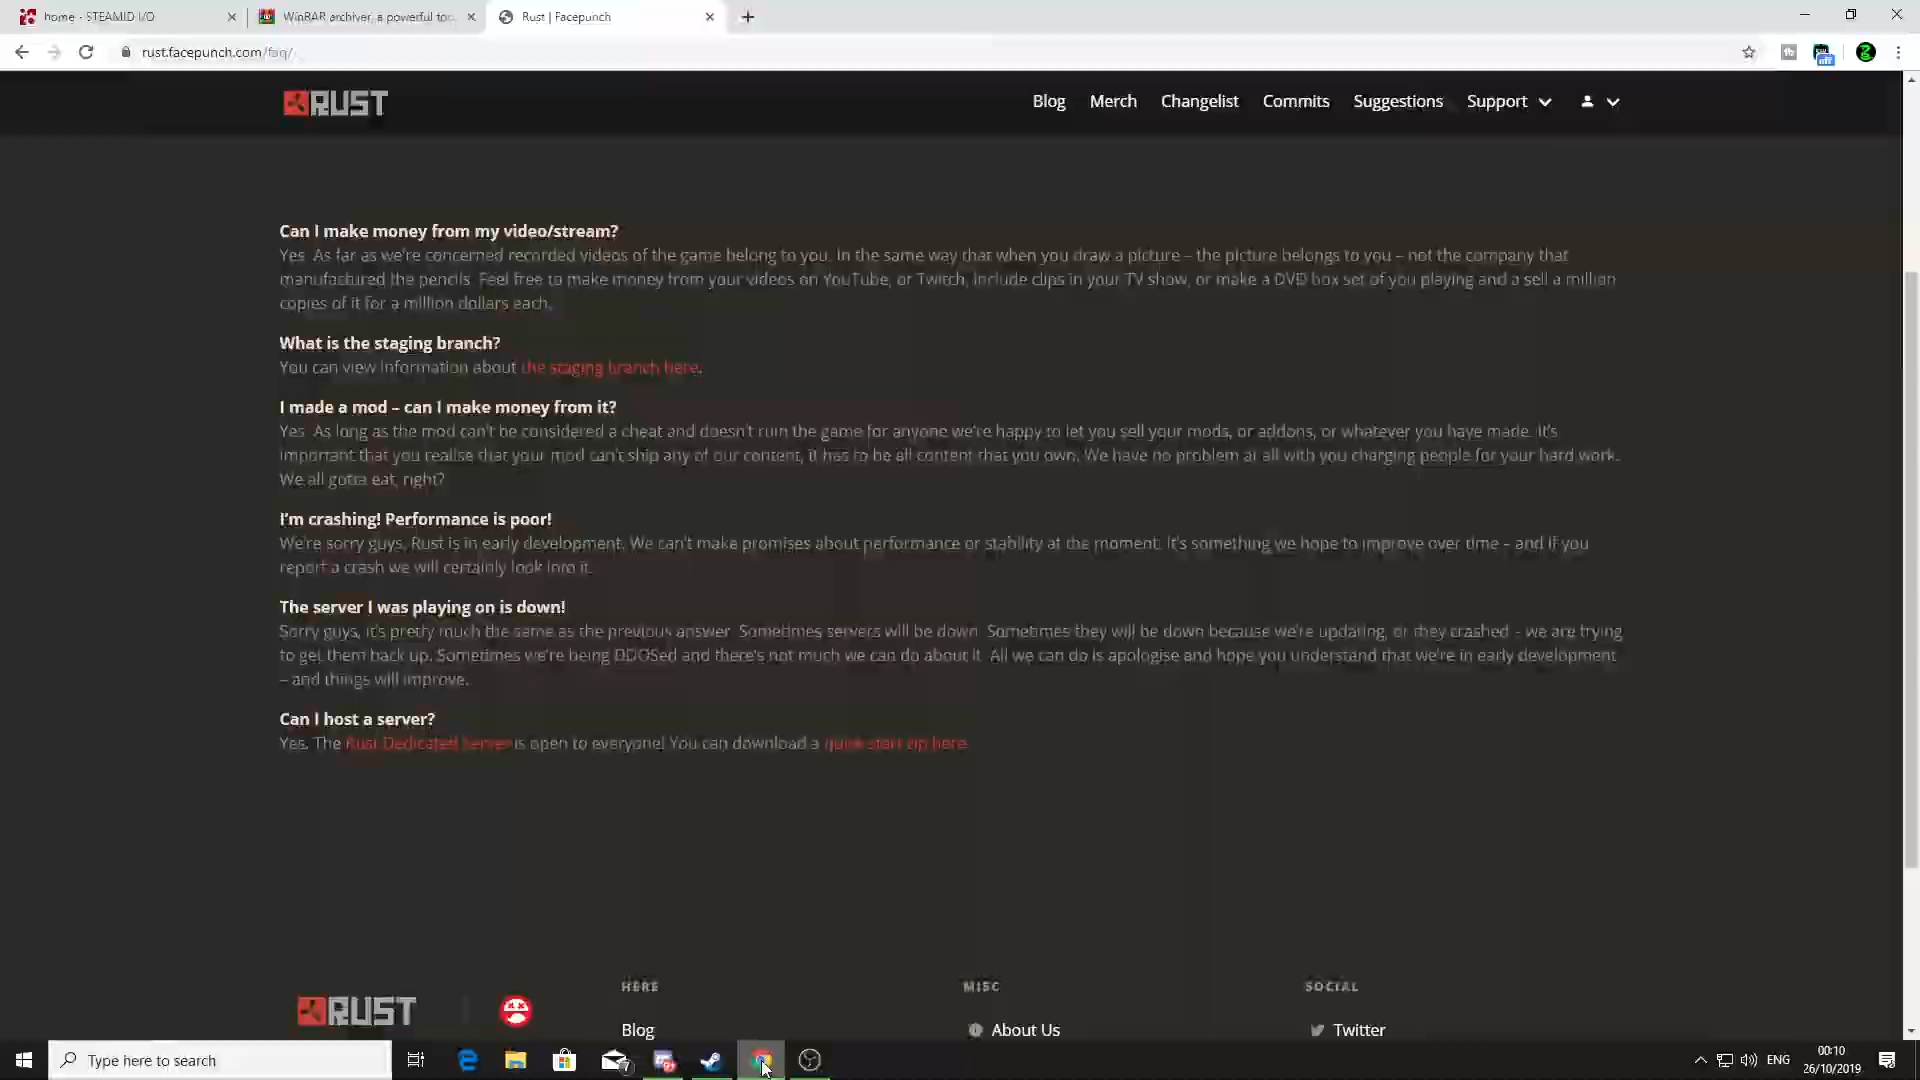 home - STEAMID I/O
WinRAR archiver, a powerful too
Rust | Facepunch
rust.facepunch.com/faq/
RUST
Blog Merch Changelist Commits Suggestions Support
Can I make money from my video/stream?
Yes. As far as we're concerned recorded videos of the game belong to you. In the same way that when you draw a picture – the picture belongs to you – not the company that
manufactured the pencils. Feel free to make money from your videos on YouTube, or Twitch, include clips in your TV show, or make a DVD box set of you playing and a sell a million
copies of it for a million dollars each.
What is the staging branch?
You can view information about the staging branch here.
I made a mod – can I make money from it?
Yes. As long as the mod can't be considered a cheat and doesn't ruin the game for anyone we're happy to let you sell your mods, or addons, or whatever you have made. It's
important that you realise that your mod can't ship any of our content, it has to be all content that you own. We have no problem at all with you charging people for your hard work.
We all gotta eat, right?
I'm crashing! Performance is poor!
We're sorry guys, Rust is in early development. We can't make promises about performance or stability at the moment. It's something we hope to improve over time – and if you
report a crash we will certainly look into it.
The server I was playing on is down!
Sorry guys, it's pretty much the same as the previous answer. Sometimes servers will be down. Sometimes they will be down because we're updating, or they crashed – we are trying
to get them back up. Sometimes we're being DDOSed and there's not much we can do about it. All we can do is apologise and hope you understand that we're in early development
– and things will improve.
Can I host a server?
Yes. The Rust Dedicated Server is open to everyone! You can download a quick start zip here.
RUST
HERE
MISC
SOCIAL
Blog
About Us
Twitter
Type here to search
7
ENG
00:10
26/10/2019